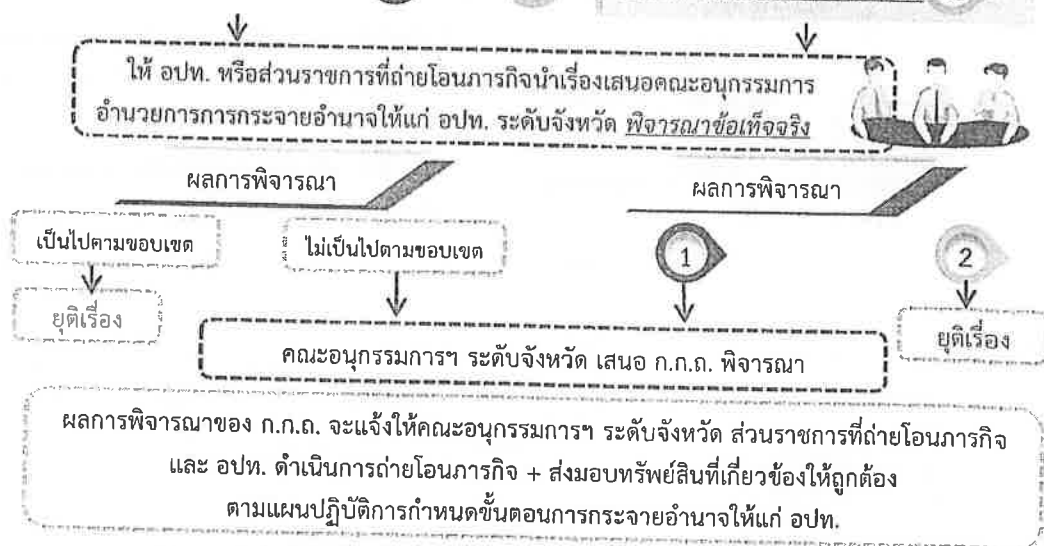 ให้ อปท. หรือส่วนราชการที่ถ่ายโอนภารกิจนำเรื่องเสนอคณะอนุกรรมการ
อำนวยการการกระจายอำนาจให้แก่ อปท. ระดับจังหวัด พิจารณาข้อเท็จจริง
ผลการพิจารณา
ผลการพิจารณา
เป็นไปตามขอบเขต
ไม่เป็นไปตามขอบเขต
1
2
ยุติเรื่อง
ยุติเรื่อง
คณะอนุกรรมการฯ ระดับจังหวัด เสนอ ก.ก.ถ. พิจารณา
ผลการพิจารณาของ ก.ก.ถ. จะแจ้งให้คณะอนุกรรมการฯ ระดับจังหวัด ส่วนราชการที่ถ่ายโอนภารกิจ
และ อปท. ดำเนินการถ่ายโอนภารกิจ + ส่งมอบทรัพย์สินที่เกี่ยวข้องให้ถูกต้อง
ตามแผนปฏิบัติการกำหนดขั้นตอนการกระจายอำนาจให้แก่ อปท.